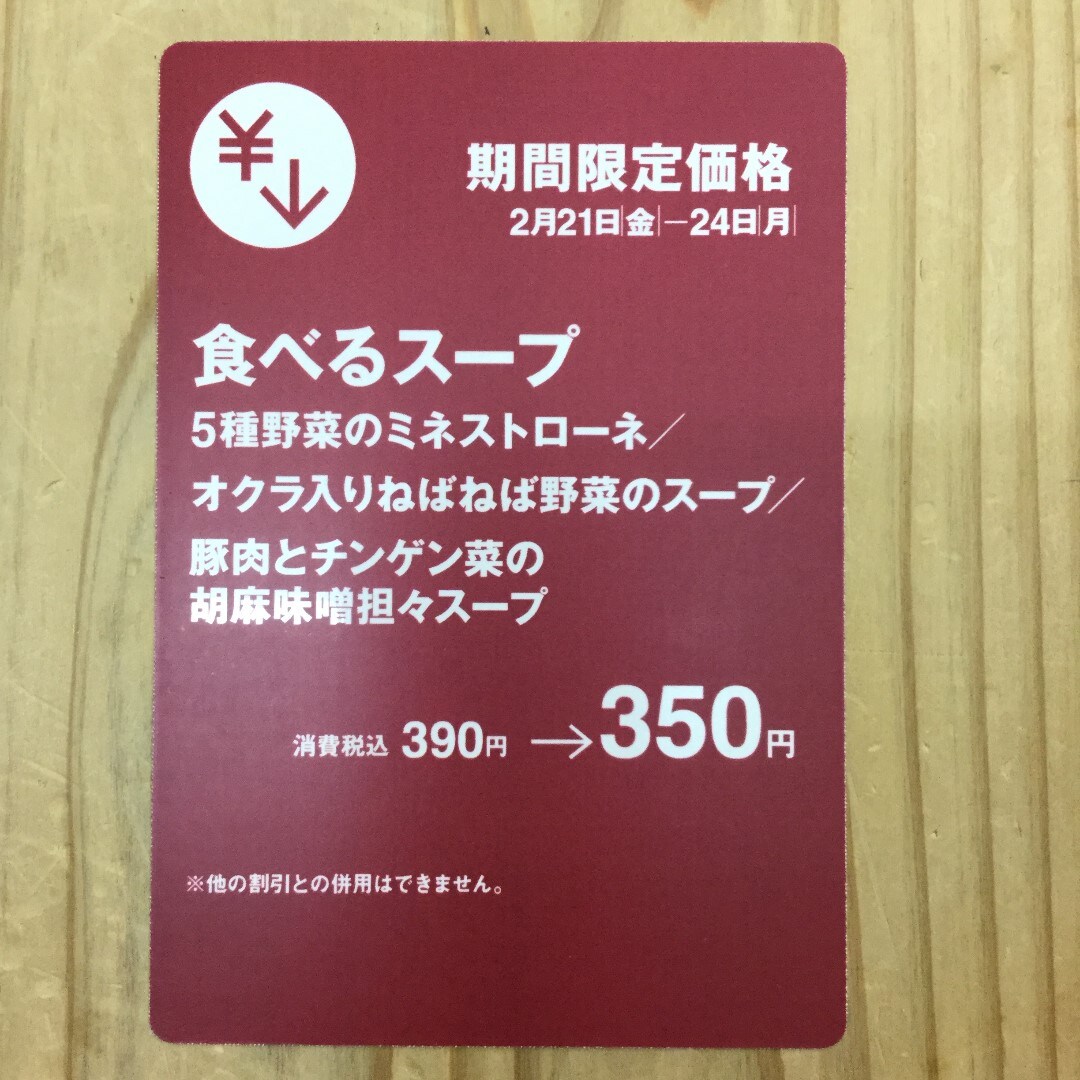 ¥↓
期間限定価格
2月21日|金|－24日|月|
食べるスープ
5種野菜のミネストローネ／
オクラ入りねばねば野菜のスープ／
豚肉とチンゲン菜の
胡麻味噌担々スープ
消費税込 390円 →350円
※他の割引との併用はできません。